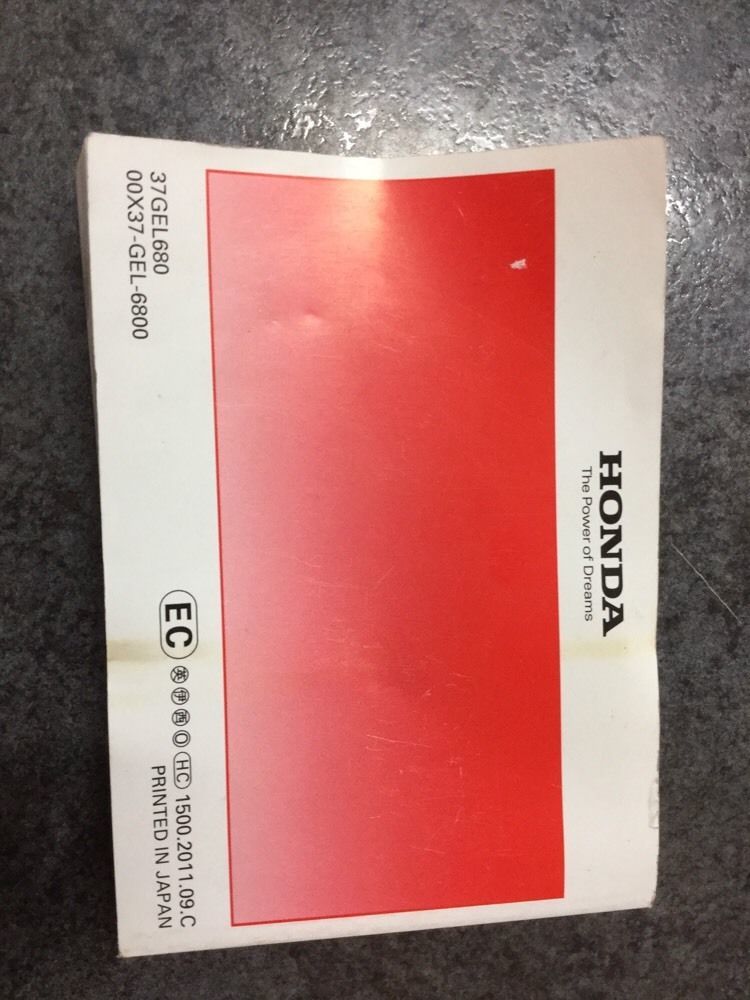 HONDA
The Power of Dreams
37GEL680
00X37-GEL-6800
EC 英 伊 西 Ⓞ HC 1500.2011.09.C
PRINTED IN JAPAN